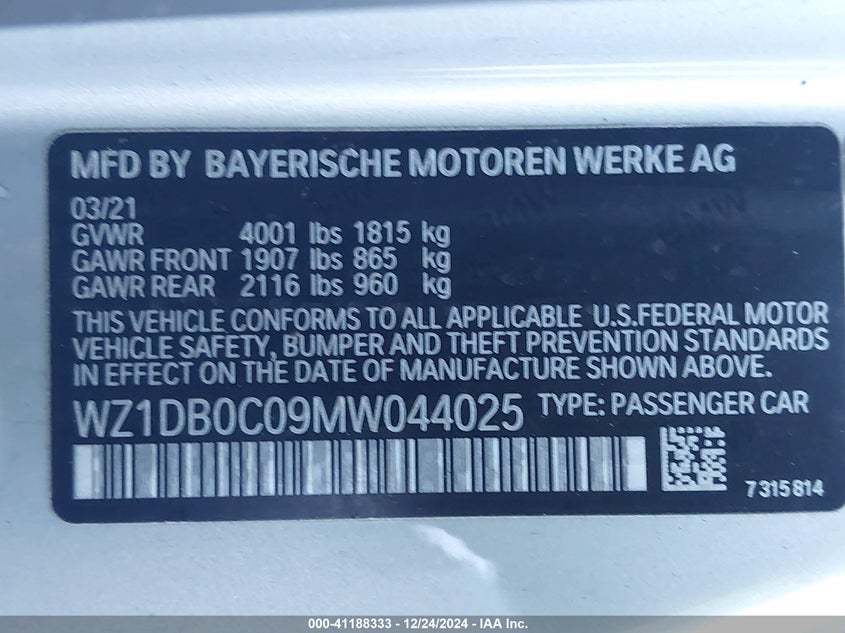 MFD BY BAYERISCHE MOTOREN WERKE AG
03/21
GVWR 4001 lbs 1815 kg
GAWR FRONT 1907 lbs 865 kg
GAWR REAR 2116 lbs 960 kg
THIS VEHICLE CONFORMS TO ALL APPLICABLE U.S.FEDERAL MOTOR
VEHICLE SAFETY, BUMPER AND THEFT PREVENTION STANDARDS
IN EFFECT ON THE DATE OF MANUFACTURE SHOWN ABOVE.
WZ1DB0C09MW044025 TYPE: PASSENGER CAR
7315814
000-41188333 - 12/24/2024 - IAA Inc.